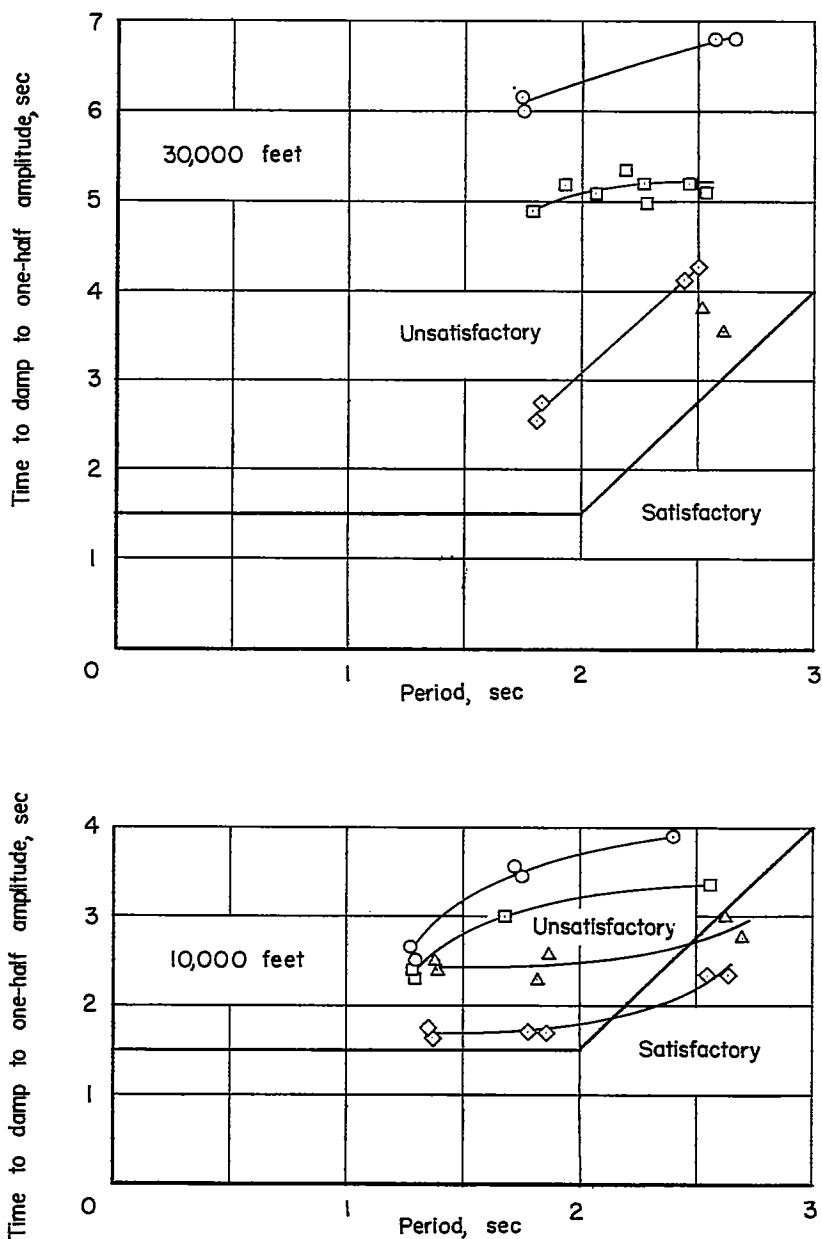 Time to damp to one-half amplitude, sec
7
6
5
4
3
2
1
0
30,000 feet
Unsatisfactory
Satisfactory
1
2
3
Period, sec
Time to damp to one-half amplitude, sec
4
3
2
1
0
10,000 feet
Unsatisfactory
Satisfactory
1
2
3
Period, sec